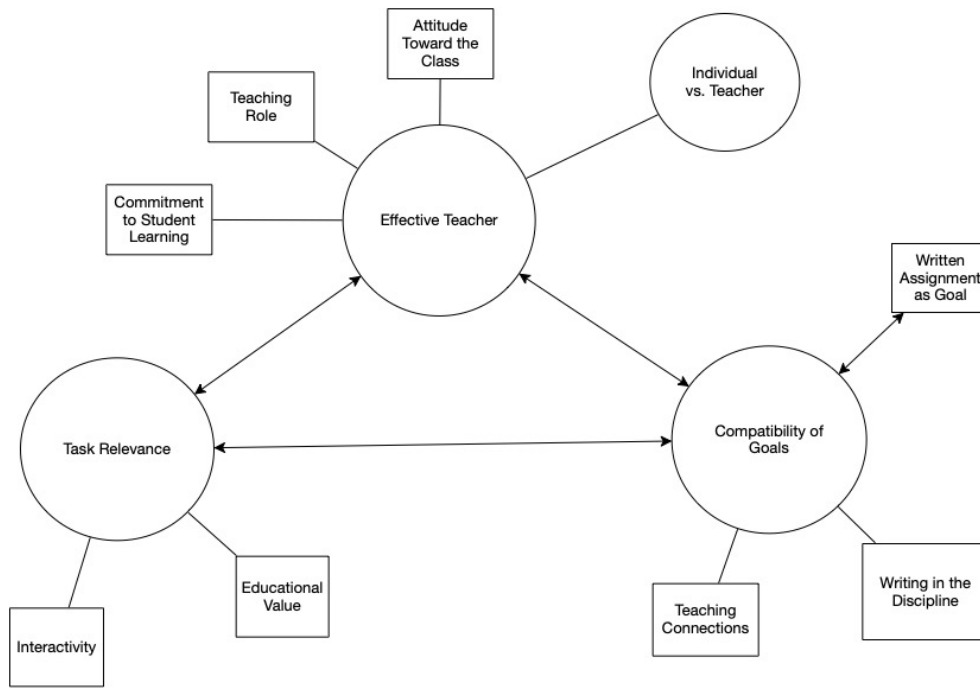 Attitude
Toward the
Class
Individual
vs. Teacher
Teaching
Role
Commitment
to Student
Learning
Effective Teacher
Written
Assignment
as Goal
Task Relevance
Compatibility of
Goals
Educational
Value
Interactivity
Teaching
Connections
Writing in the
Discipline